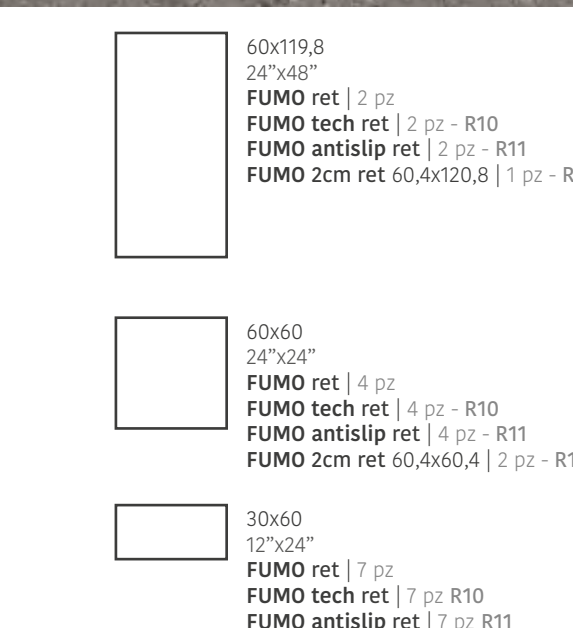 60x119,8
24”x48”
FUMO ret | 2 pz
FUMO tech ret | 2 pz - R10
FUMO antislip ret | 2 pz - R11
FUMO 2cm ret 60,4x120,8 | 1 pz -
60x60
24”x24”
FUMO ret | 4 pz
FUMO tech ret | 4 pz - R10
FUMO antislip ret | 4 pz - R11
FUMO 2cm ret 60,4x60,4 | 2 pz -
30x60
12”x24”
FUMO ret | 7 pz
FUMO tech ret | 7 pz R10
FUMO antislip ret | 7 pz R11